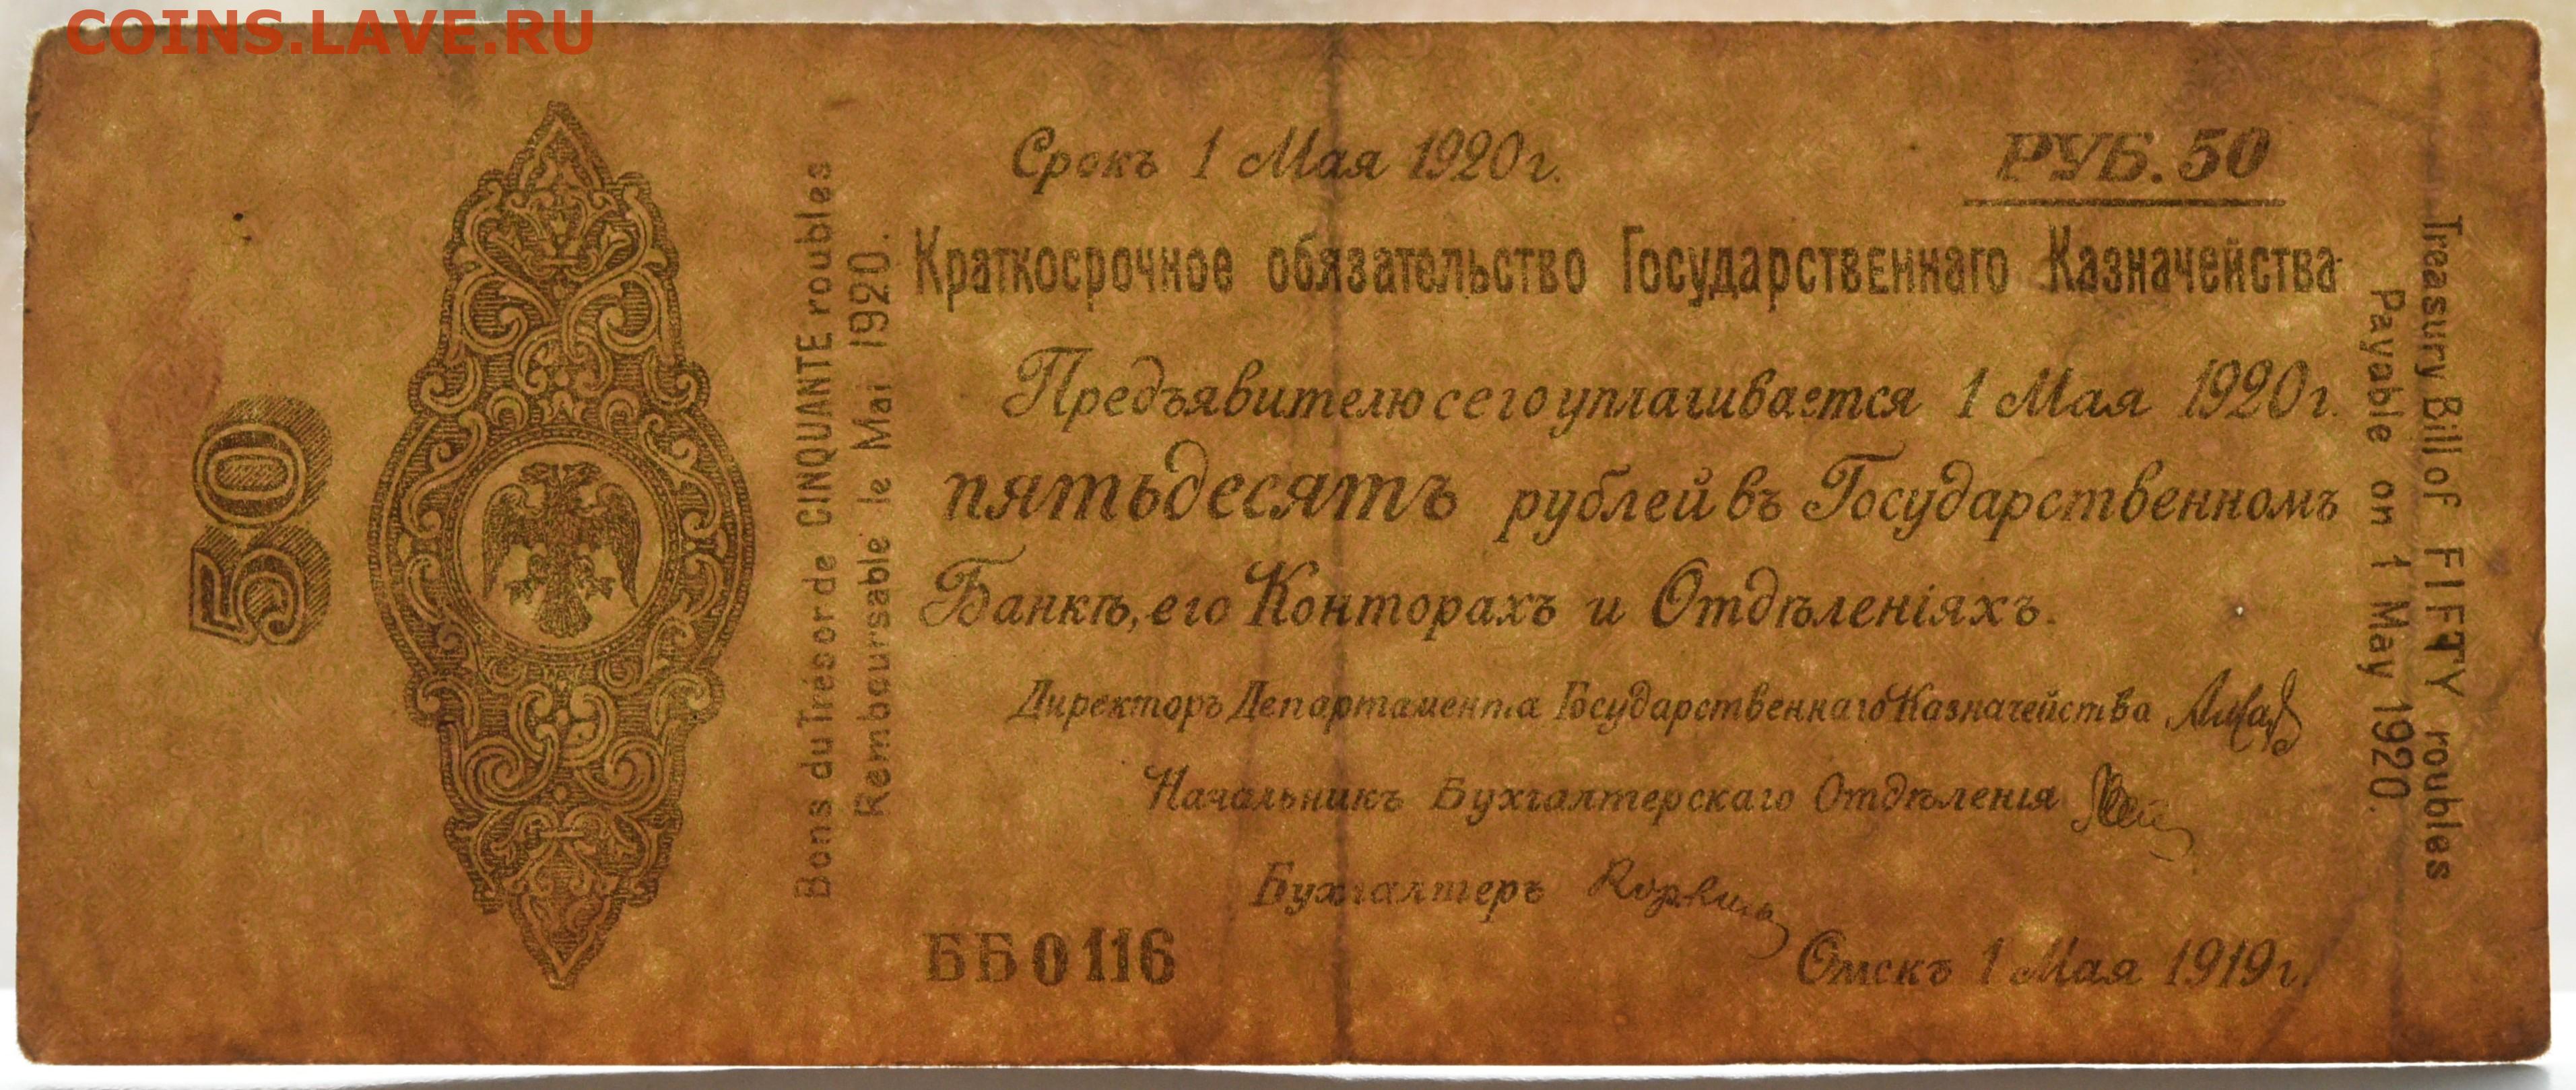 COINS.LAVE.RU
50
Bons du Trésor de CINQUANTE roubles
Remboursable le Mai 1920.
Срокъ 1 Мая 1920 г.
РУБ. 50
Краткосрочное обязательство Государственнаго Казначейства
Предъявителю сего уплачивается 1 Мая 1920 г.
пятьдесятъ рублей въ Государственномъ
Банкѣ, его Конторахъ и Отдѣленіяхъ.
Директоръ Департамента Государственнаго Казначейства
Начальникъ Бухгалтерскаго Отдѣленія
Бухгалтеръ
ББ 0116
Омскъ 1 Мая 1919 г.
Treasury Bill of FIFTY roubles
Payable on 1 May 1920.